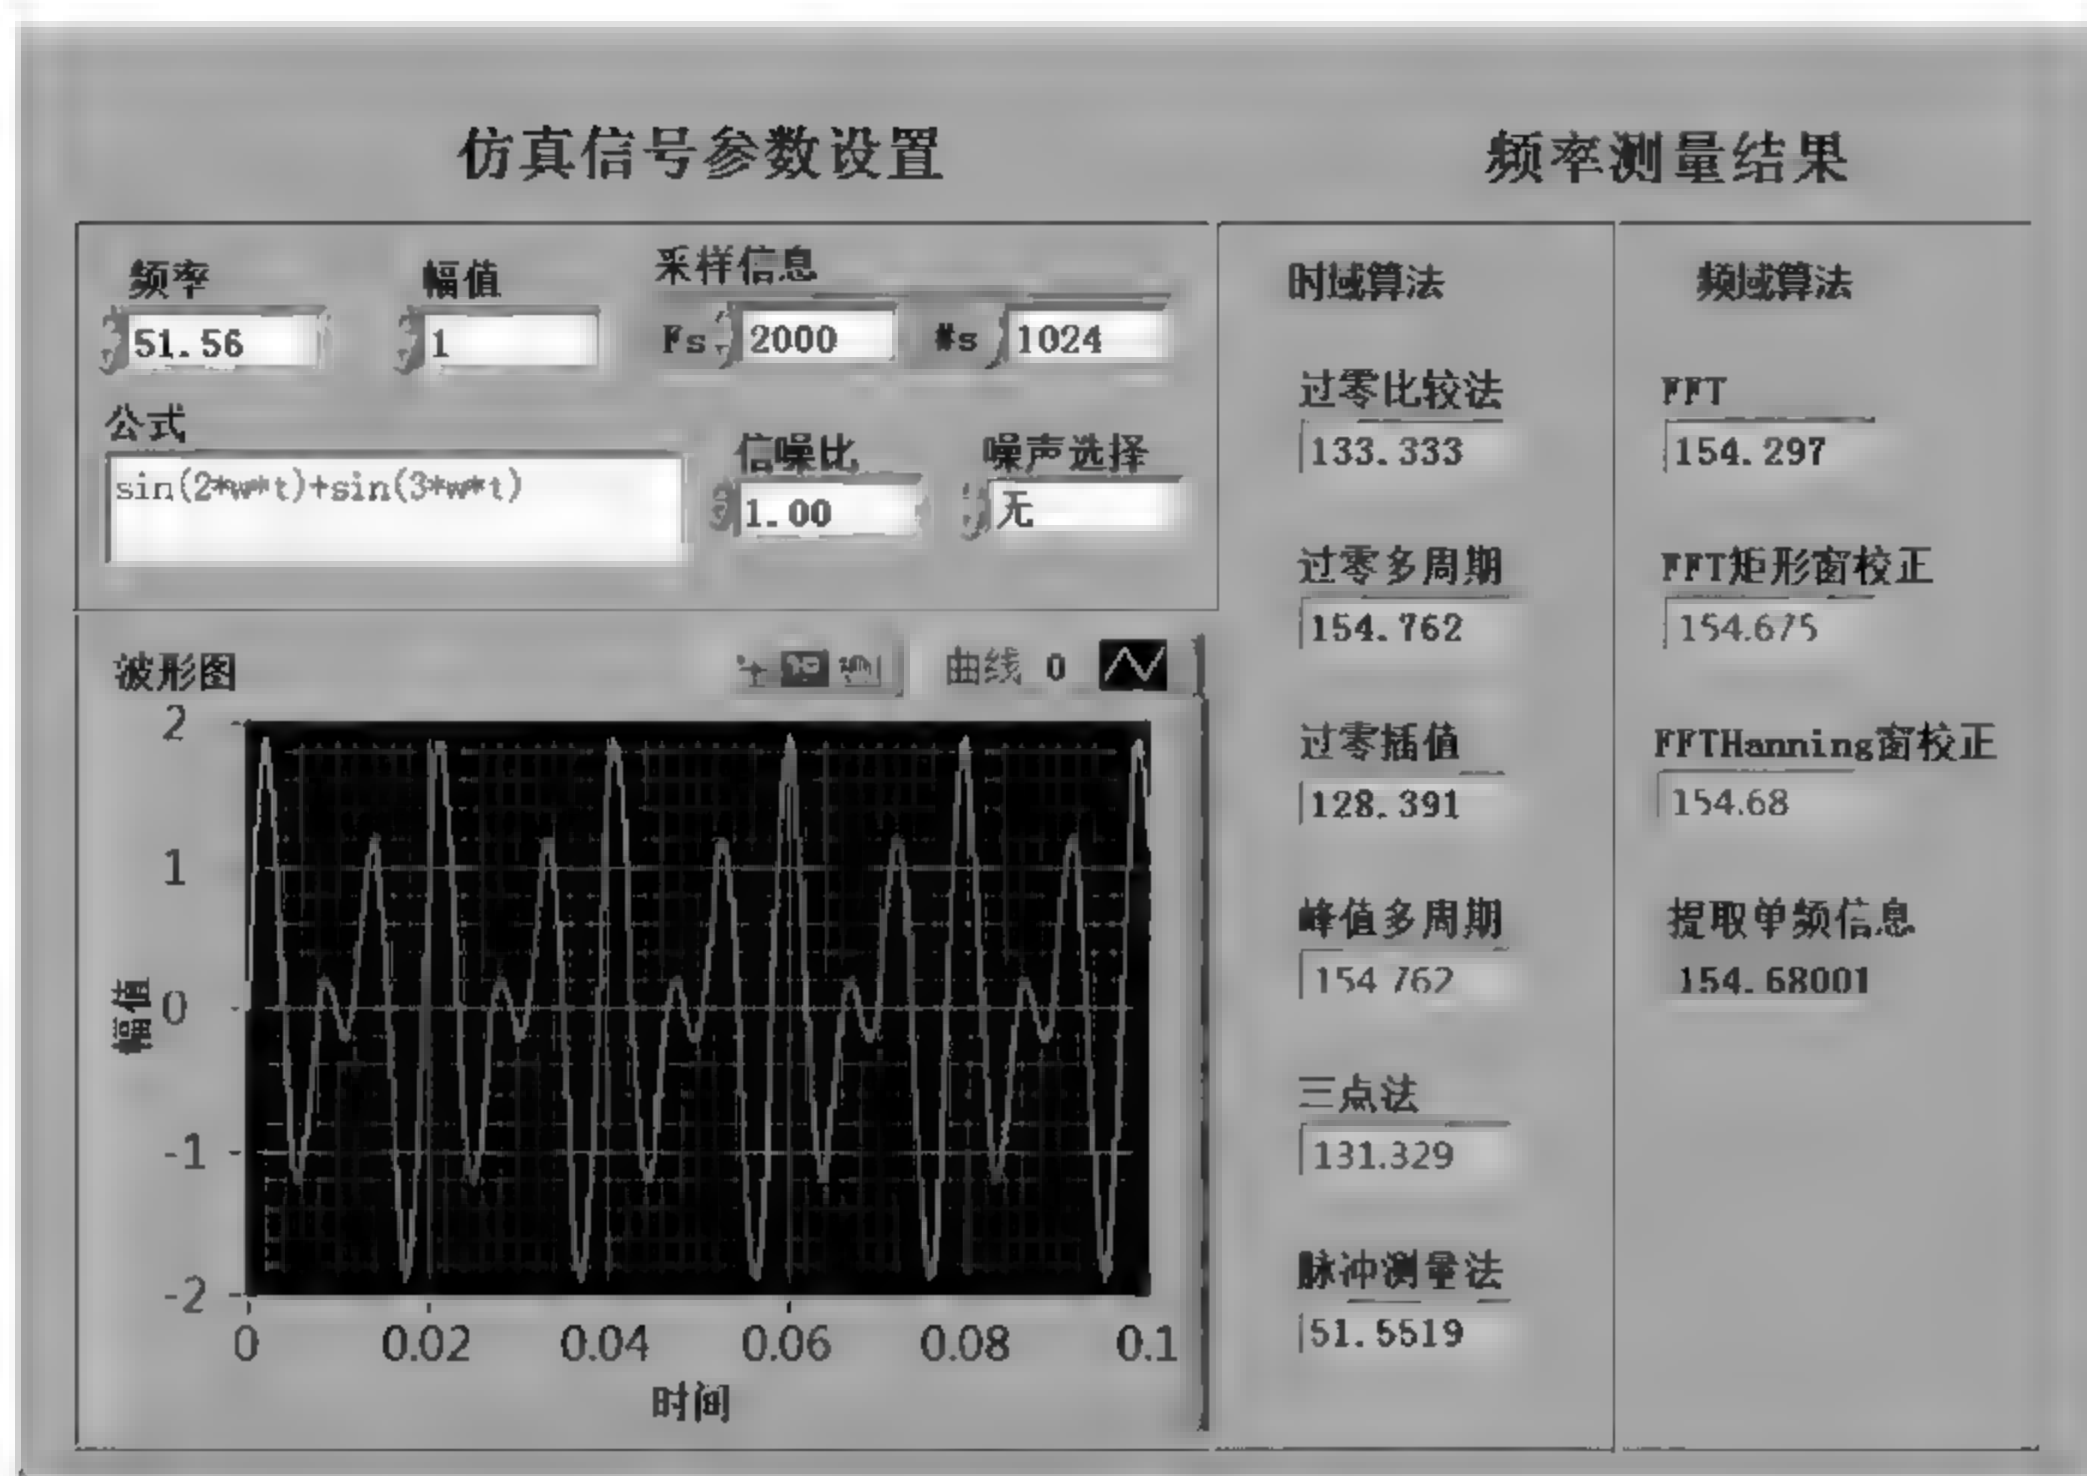 仿真信号参数设置
频率测量结果
频率
幅值
采样信息
51.56
1
Fs 2000
#s 1024
公式
信噪比
噪声选择
sin(2*w*t)+sin(3*w*t)
1.00
无
波形图
曲线 0
2
1
0
-1
-2
幅值
0
0.02
0.04
0.06
0.08
0.1
时间
时域算法
过零比较法
133.333
过零多周期
154.762
过零插值
128.391
峰值多周期
154.762
三点法
131.329
脉冲测量法
51.5519
频域算法
FFT
154.297
FFT矩形窗校正
154.675
FFTHanning窗校正
154.68
提取单频信息
154.68001